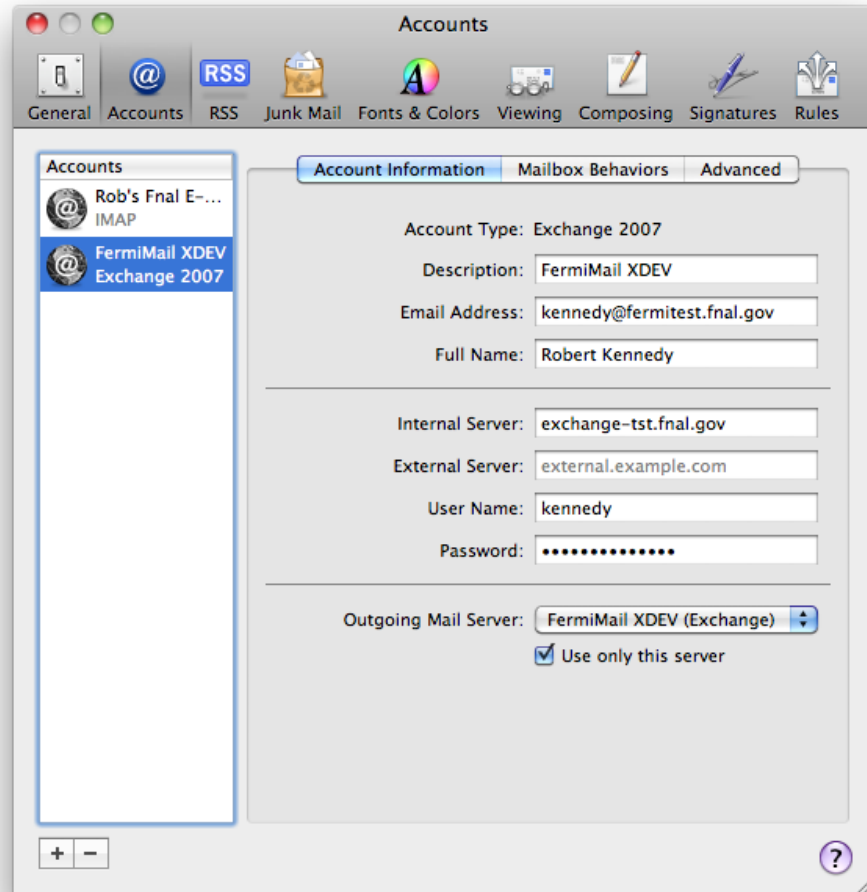 Accounts
RSS
General Accounts RSS Junk Mail Fonts & Colors Viewing Composing Signatures Rules
Accounts
Rob's Fnal E-...
IMAP
FermiMail XDEV
Exchange 2007
Account Information Mailbox Behaviors Advanced
Account Type: Exchange 2007
Description: FermiMail XDEV
Email Address: kennedy@fermitest.fnal.gov
Full Name: Robert Kennedy
Internal Server: exchange-tst.fnal.gov
External Server: external.example.com
User Name: kennedy
Password: ••••••••••••••
Outgoing Mail Server: FermiMail XDEV (Exchange)
Use only this server
+ − ?